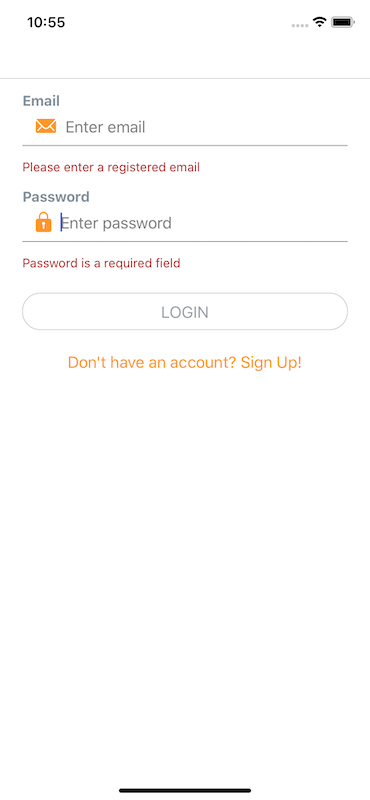 10:55
Email
Enter email
Please enter a registered email
Password
Enter password
Password is a required field
LOGIN
Don't have an account? Sign Up!